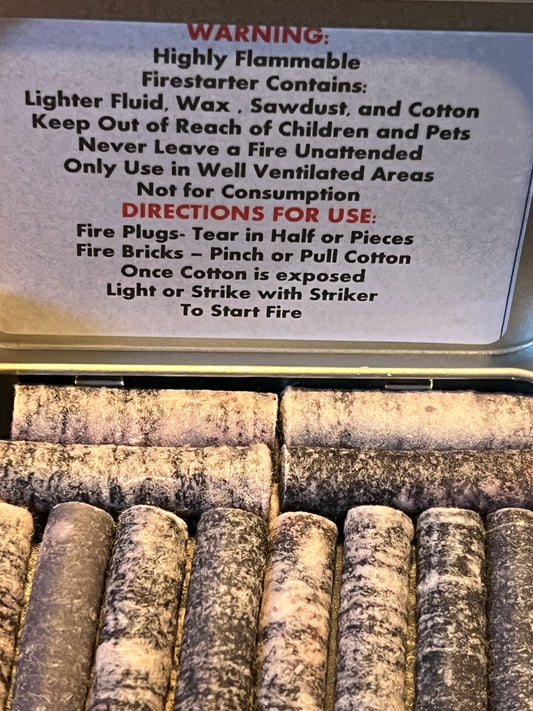 WARNING:
Highly Flammable
Firestarter Contains:
Lighter Fluid, Wax , Sawdust, and Cotton
Keep Out of Reach of Children and Pets
Never Leave a Fire Unattended
Only Use in Well Ventilated Areas
Not for Consumption
DIRECTIONS FOR USE:
Fire Plugs- Tear in Half or Pieces
Fire Bricks – Pinch or Pull Cotton
Once Cotton is exposed
Light or Strike with Striker
To Start Fire